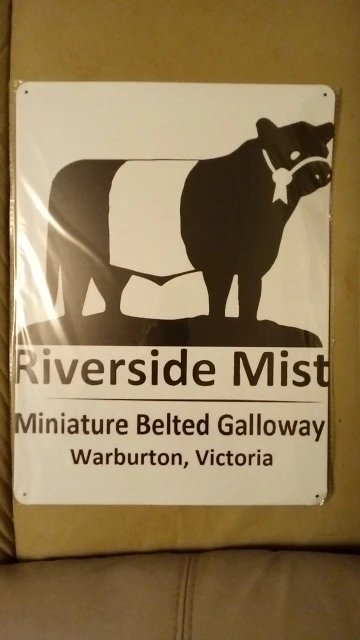 Riverside Mist
Miniature Belted Galloway
Warburton, Victoria